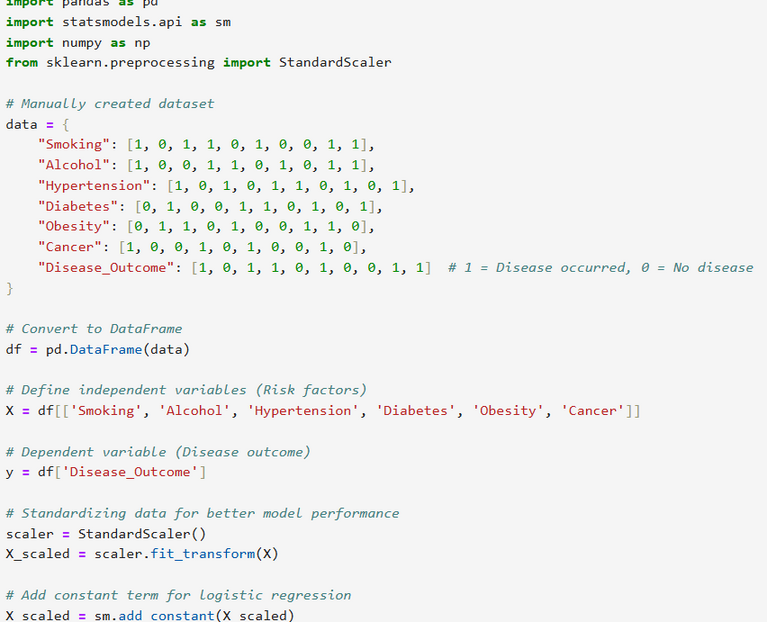 import pandas as pd
import statsmodels.api as sm
import numpy as np
from sklearn.preprocessing import StandardScaler

# Manually created dataset
data = {
    "Smoking": [1, 0, 1, 1, 0, 1, 0, 0, 1, 1],
    "Alcohol": [1, 0, 0, 1, 1, 0, 1, 0, 1, 1],
    "Hypertension": [1, 0, 1, 0, 1, 1, 0, 1, 0, 1],
    "Diabetes": [0, 1, 0, 0, 1, 1, 0, 1, 0, 1],
    "Obesity": [0, 1, 1, 0, 1, 0, 0, 1, 1, 0],
    "Cancer": [1, 0, 0, 1, 0, 1, 0, 0, 1, 0],
    "Disease_Outcome": [1, 0, 1, 1, 0, 1, 0, 0, 1, 1]  # 1 = Disease occurred, 0 = No disease
}

# Convert to DataFrame
df = pd.DataFrame(data)

# Define independent variables (Risk factors)
X = df[['Smoking', 'Alcohol', 'Hypertension', 'Diabetes', 'Obesity', 'Cancer']]

# Dependent variable (Disease outcome)
y = df['Disease_Outcome']

# Standardizing data for better model performance
scaler = StandardScaler()
X_scaled = scaler.fit_transform(X)

# Add constant term for logistic regression
X_scaled = sm.add_constant(X_scaled)